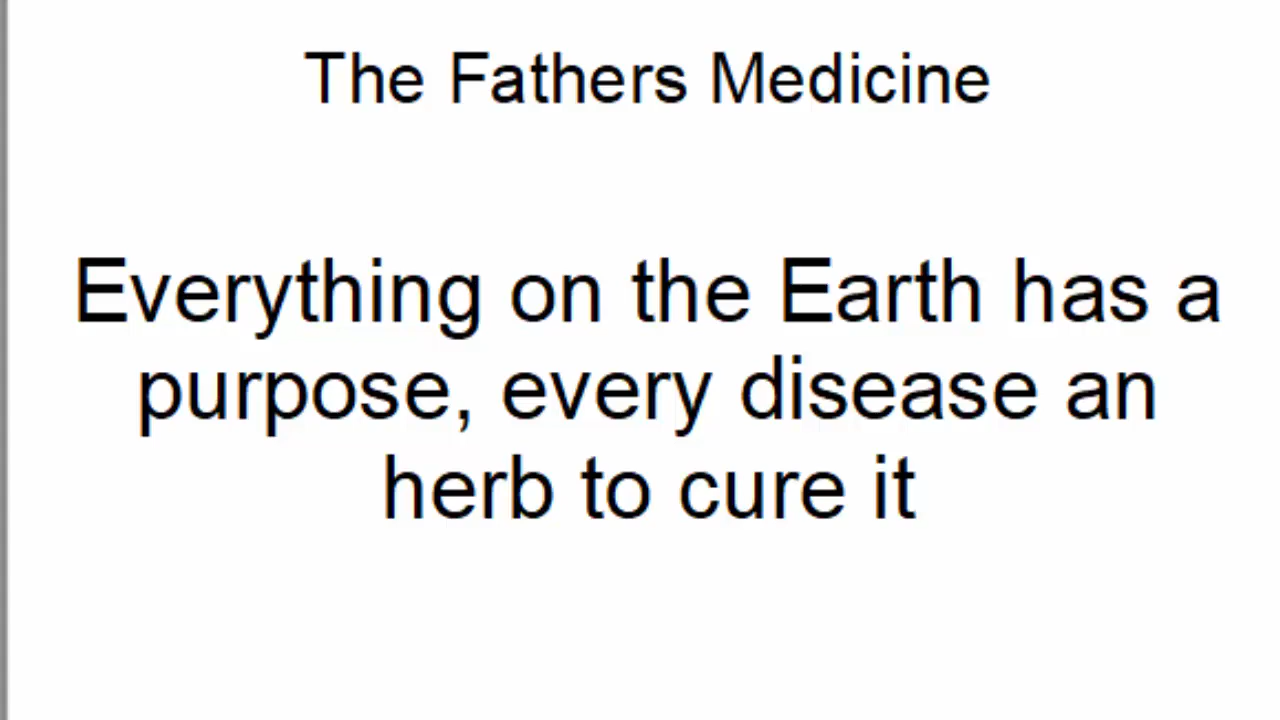 The Fathers Medicine
Everything on the Earth has a
purpose, every disease an
herb to cure it